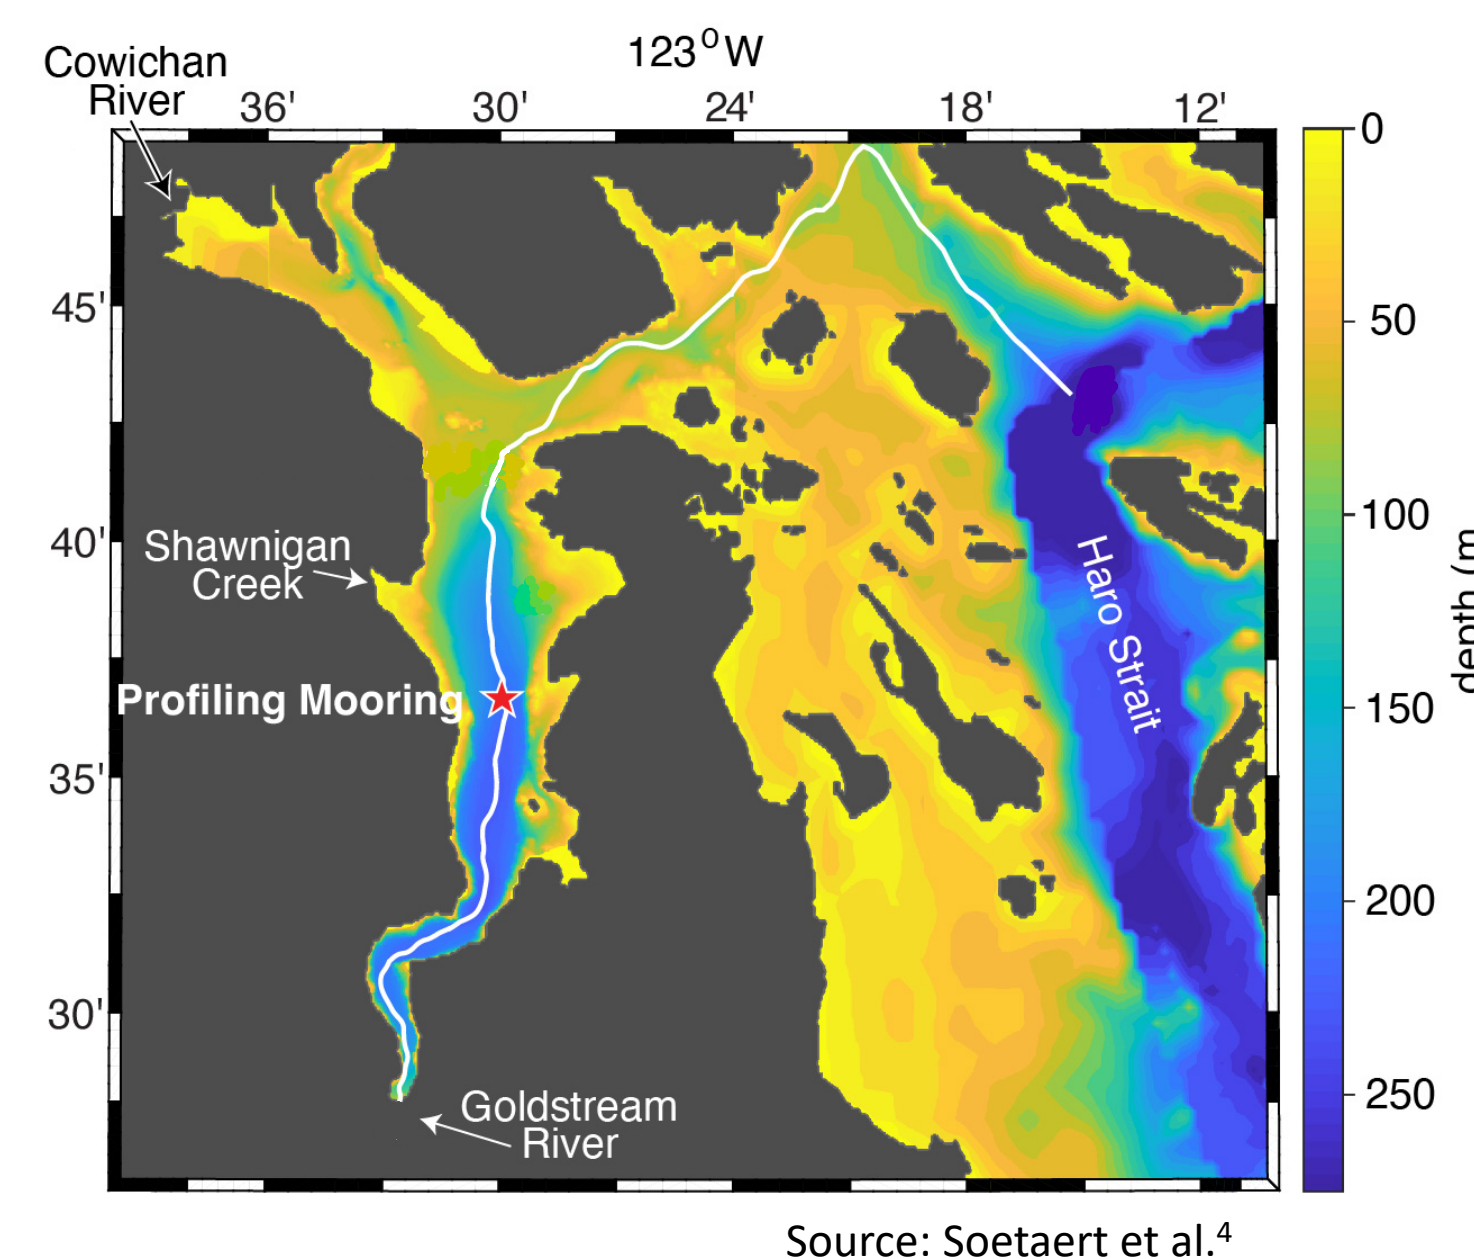 Cowichan
River
123°W
36'
30'
24'
18'
12'
45'
40'
35'
30'
Shawnigan
Creek
Profiling Mooring
Goldstream
River
Haro Strait
0
50
100
150
200
250
depth (m
Source: Soetaert et al.⁴